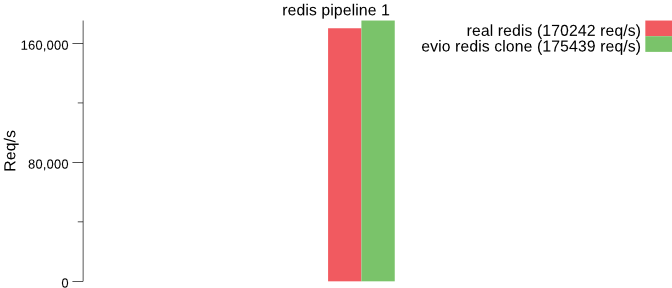 redis pipeline 1
real redis (170242 req/s)
evio redis clone (175439 req/s)
160,000
80,000
0
Req/s